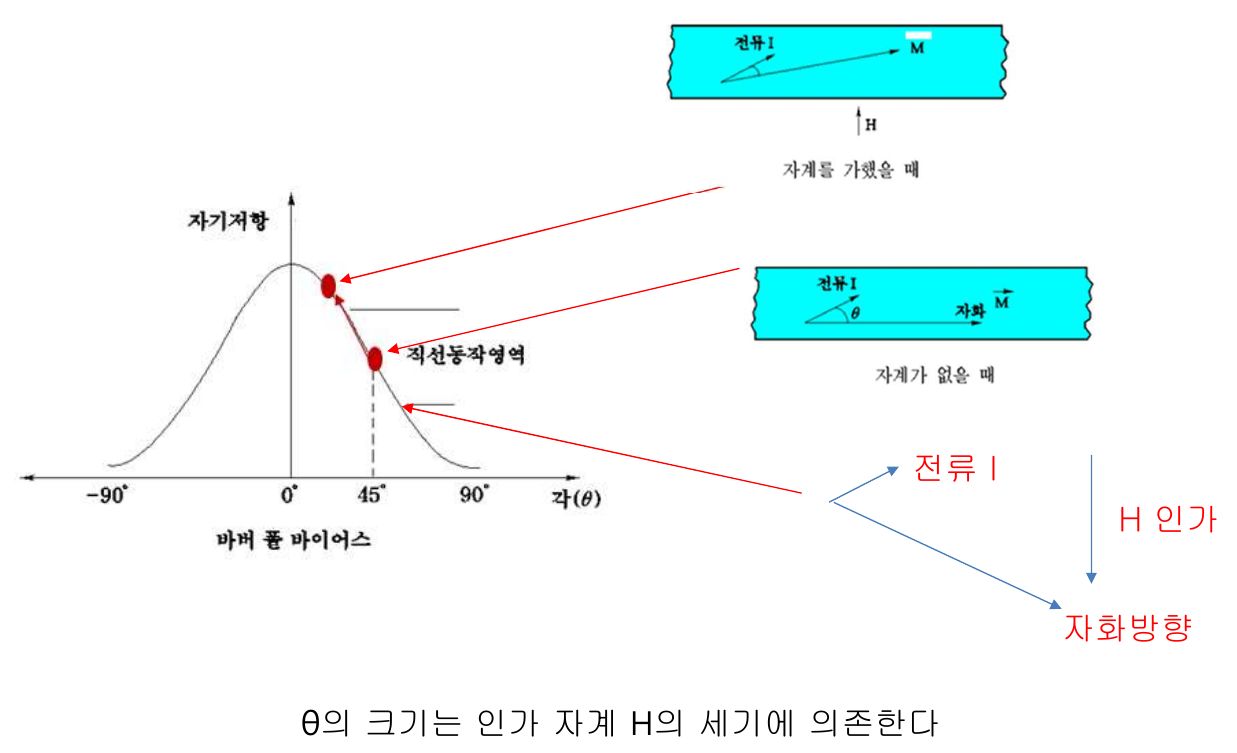 전류 I
M
H
자계를 가했을 때
자기저항
전류 I
θ
자화
M
직선동작영역
자계가 없을 때
전류 I
-90°
0°
45°
90°
각(θ)
H 인가
바버 폴 바이어스
자화방향
θ의 크기는 인가 자계 H의 세기에 의존한다